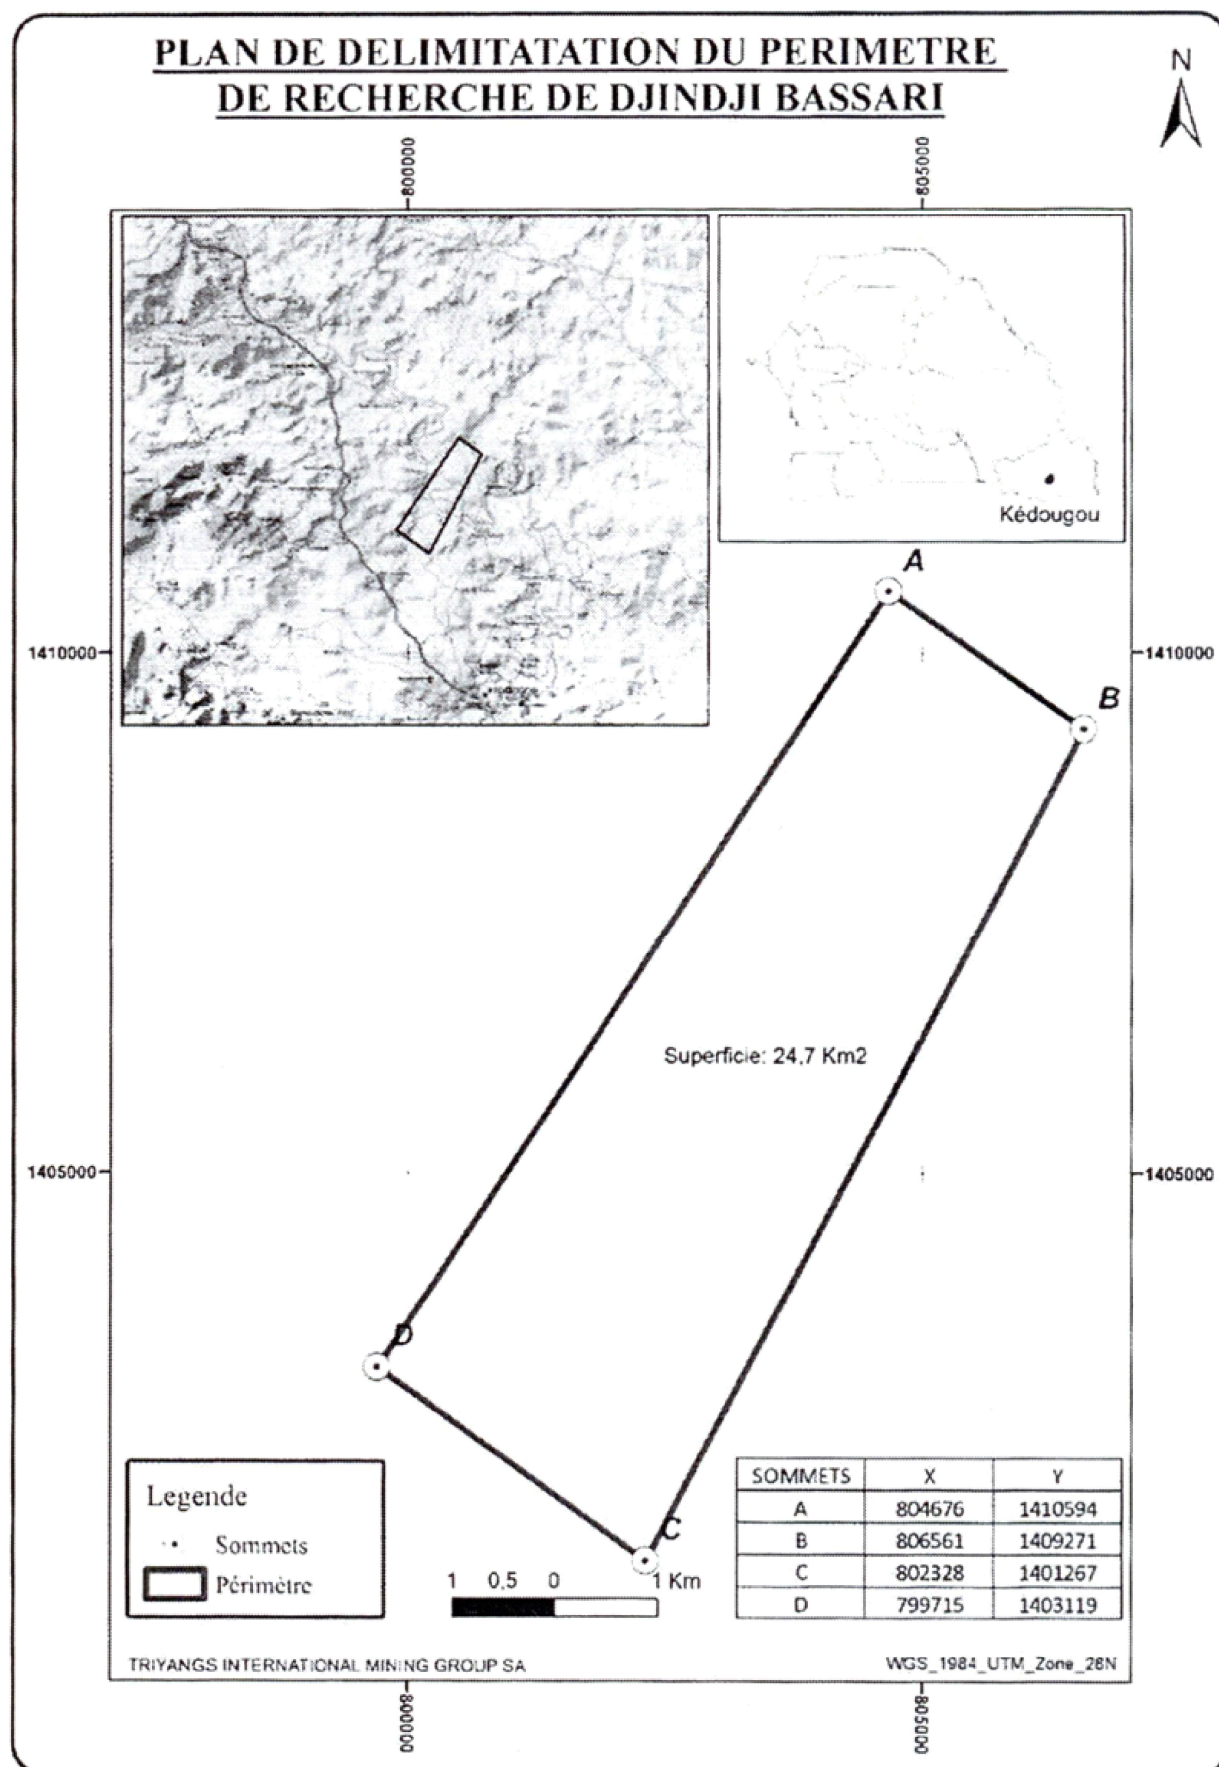 PLAN DE DELIMITATATION DU PERIMETRE
DE RECHERCHE DE DJINDJI BASSARI
N
800000
805000
Kédougou
A
1410000
1410000
B
Superficie: 24,7 Km2
1405000
1405000
D
C
Legende
Sommets
Périmètre
1 0,5 0 1 Km
SOMMETS X Y
A 804676 1410594
B 806561 1409271
C 802328 1401267
D 799715 1403119
TRIYANGS INTERNATIONAL MINING GROUP SA
WGS_1984_UTM_Zone_28N
800000
805000